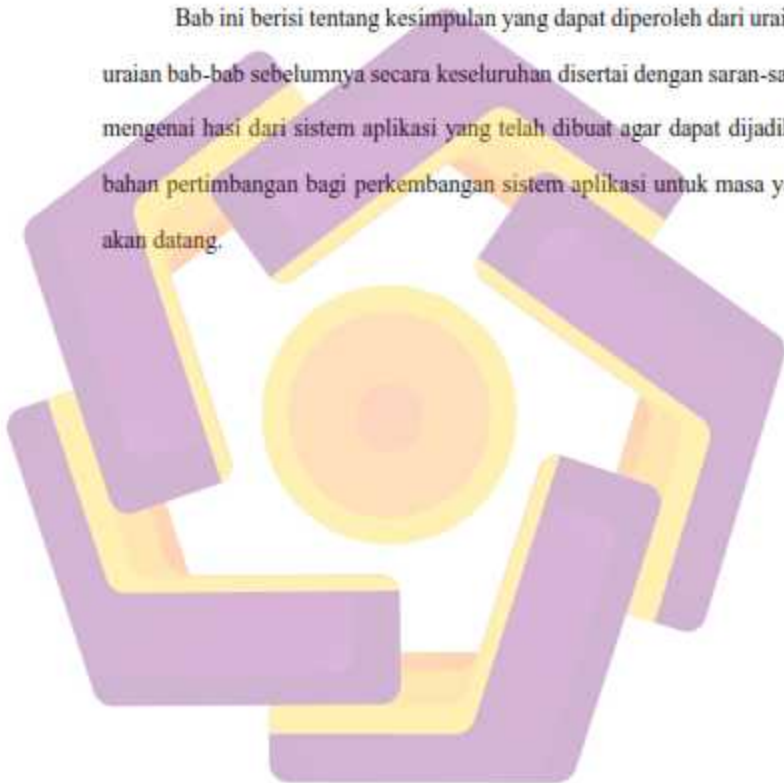 Bab ini berisi tentang kesimpulan yang dapat diperoleh dari urai
uraian bab-bab sebelumnya secara keseluruhan disertai dengan saran-sa
mengenai hasi dari sistem aplikasi yang telah dibuat agar dapat dijadil
bahan pertimbangan bagi perkembangan sistem aplikasi untuk masa y
akan datang.